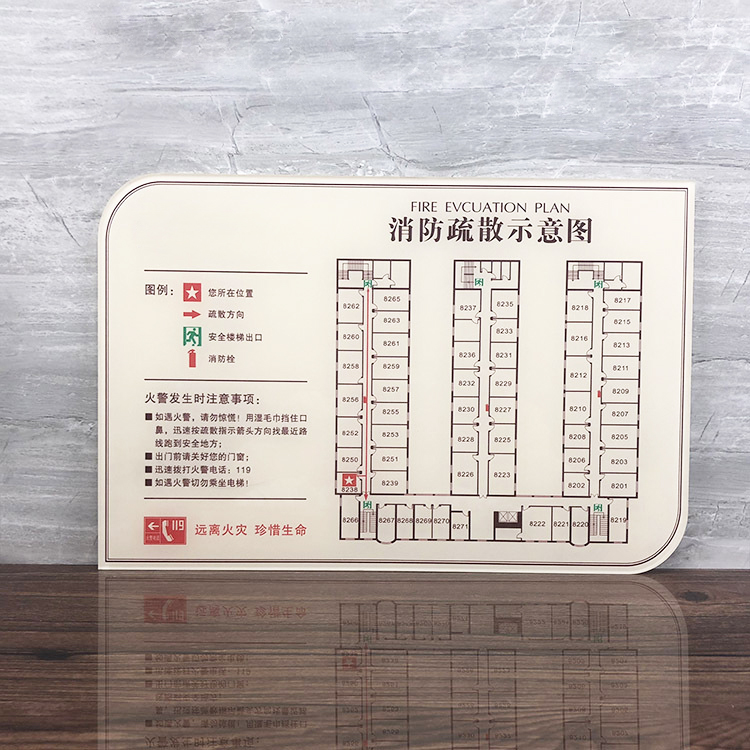 FIRE EVCUATION PLAN
消防疏散示意图
图例：
您所在位置
疏散方向
安全楼梯出口
消防栓
火警发生时注意事项：
■如遇火警，请勿惊慌！用湿毛巾挡住口
鼻，迅速按疏散指示箭头方向找最近路
线跑到安全地方；
■出门前请关好您的门窗；
■迅速拨打火警电话；119
■如遇火警切勿乘坐电梯！
119
远离火灾 珍惜生命
8262 8265
8263
8260 8261
8258 8259
8257
8256 8255
8252 8253
8250 8251
8238 8239
8266 8267 8268 8269 8270 8271
8237 8235
8233
8236 8231
8232 8229
8230 8227
8228 8225
8226 8223
8218 8217
8215
8216 8213
8212 8211
8210 8209
8208 8207
8206 8203
8202 8201
8222 8221 8220 8219